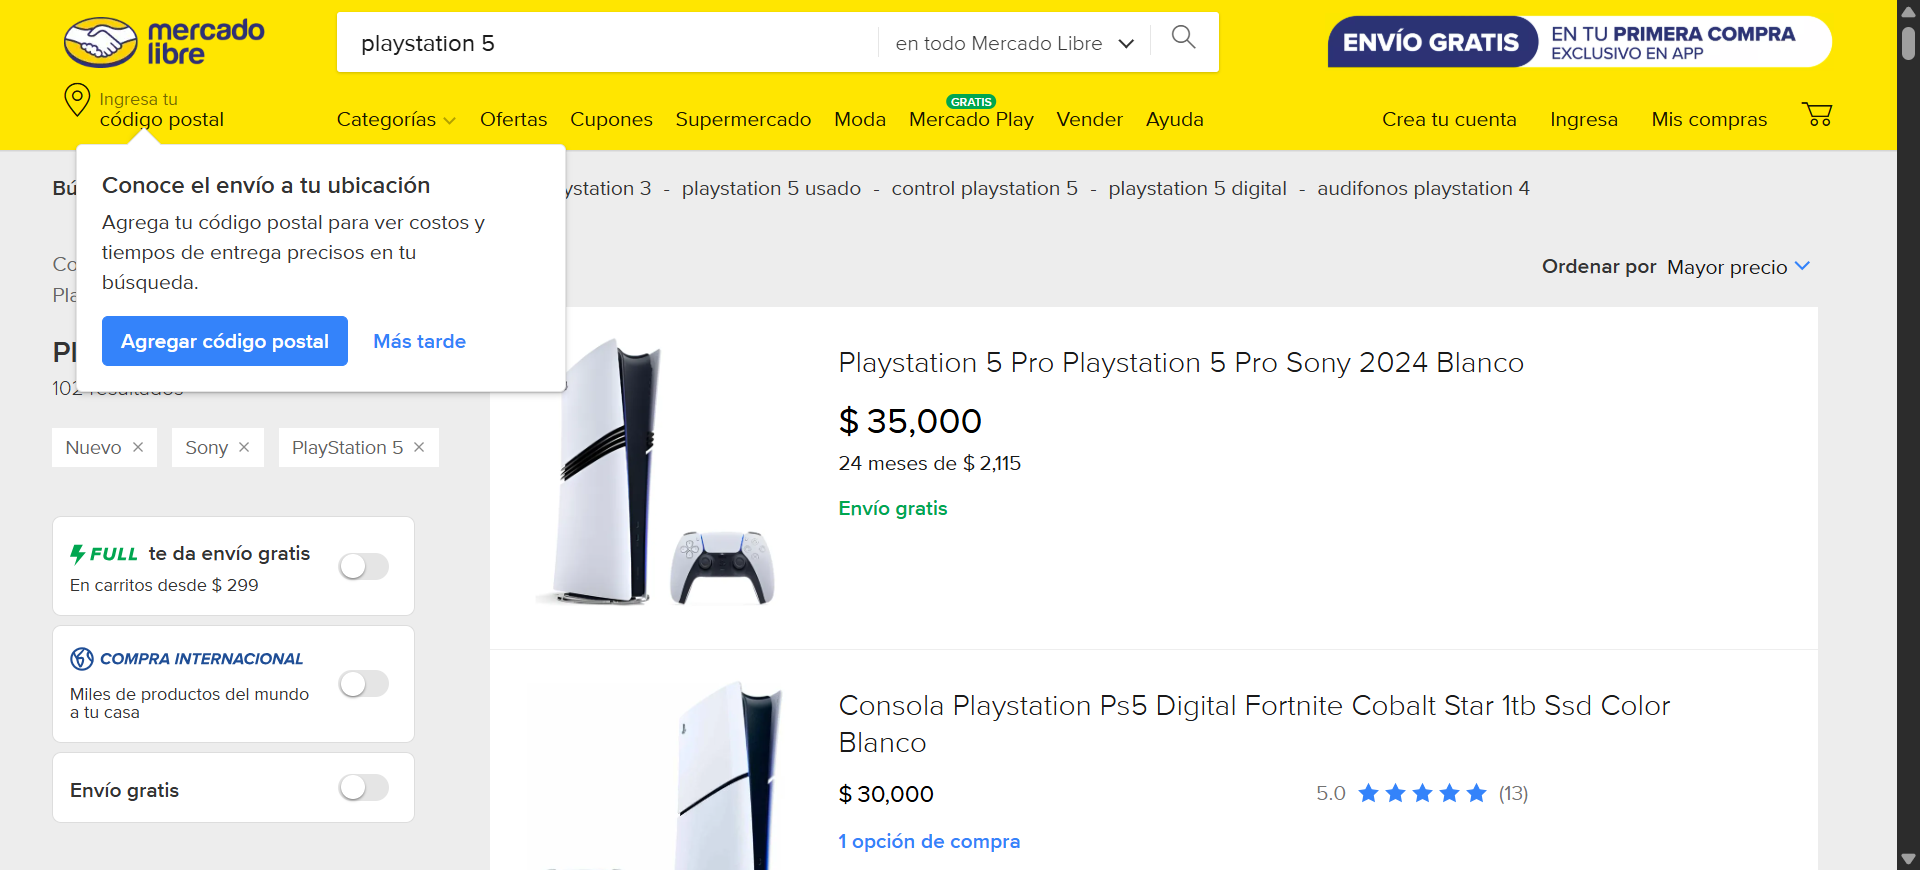 mercado
libre
playstation 5
en todo Mercado Libre
ENVÍO GRATIS
EN TU PRIMERA COMPRA
EXCLUSIVO EN APP
Ingresa tu
código postal
Categorías
Ofertas
Cupones
Supermercado
Moda
GRATIS
Mercado Play
Vender
Ayuda
Crea tu cuenta
Ingresa
Mis compras
Conoce el envío a tu ubicación
Agrega tu código postal para ver costos y
tiempos de entrega precisos en tu
búsqueda.
Agregar código postal
Más tarde
ystation 3 - playstation 5 usado - control playstation 5 - playstation 5 digital - audifonos playstation 4
Ordenar por Mayor precio
102 resultados
Nuevo ×
Sony ×
PlayStation 5 ×
FULL te da envío gratis
En carritos desde $ 299
COMPRA INTERNACIONAL
Miles de productos del mundo
a tu casa
Envío gratis
Playstation 5 Pro Playstation 5 Pro Sony 2024 Blanco
$ 35,000
24 meses de $ 2,115
Envío gratis
Consola Playstation Ps5 Digital Fortnite Cobalt Star 1tb Ssd Color
Blanco
$ 30,000
5.0 (13)
1 opción de compra